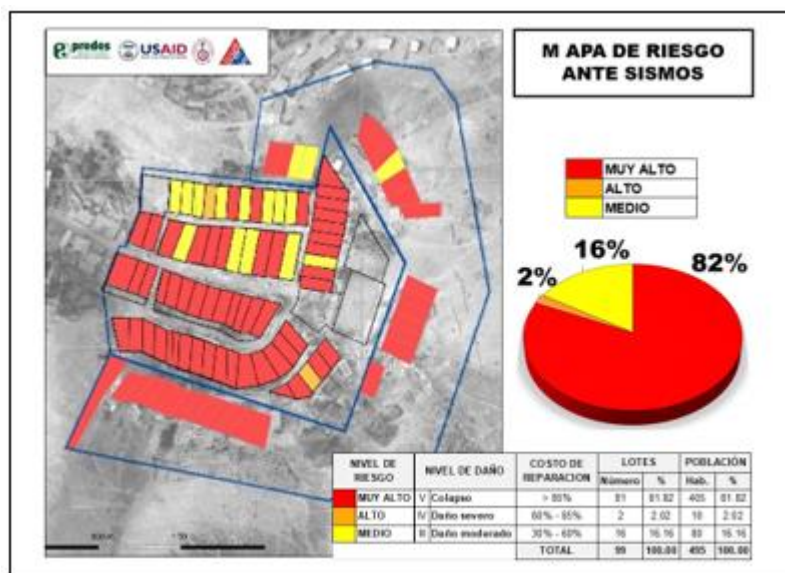 predes
USAID
M APA DE RIESGO
ANTE SISMOS
MUY ALTO
ALTO
MEDIO
16%
82%
2%
NIVEL DE RIESGO NIVEL DE DAÑO COSTO DE REPARACION LOTES POBLACIÓN
Número % Hab. %
MUY ALTO V Colapso 81 81.82 405 81.82
ALTO IV Daño severo 60% - 85% 2 2.02 10 2.02
MEDIO III Daño moderado 30% - 60% 16 16.16 80 16.16
TOTAL 99 100.00 495 100.00